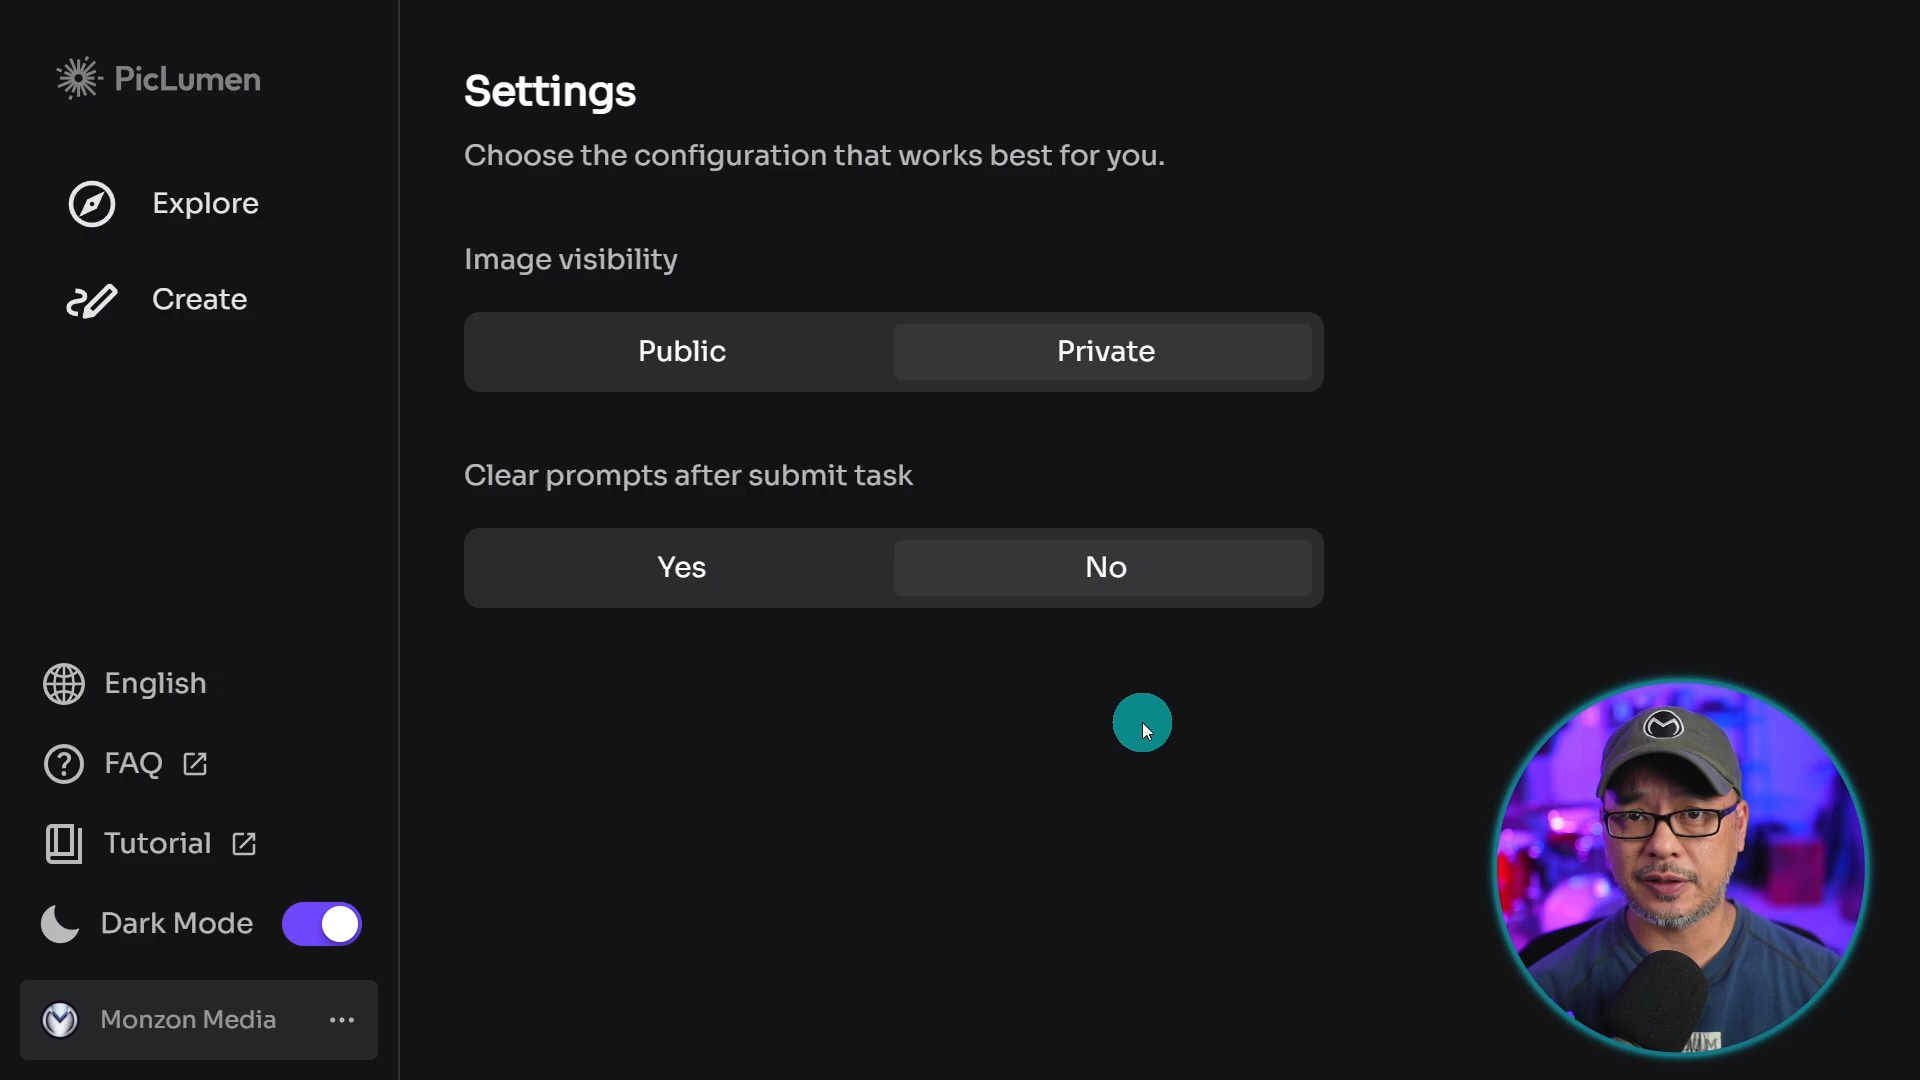 PicLumen
Explore
Create
Settings
Choose the configuration that works best for you.
Image visibility
Public
Private
Clear prompts after submit task
Yes
No
English
FAQ
Tutorial
Dark Mode
Monzon Media